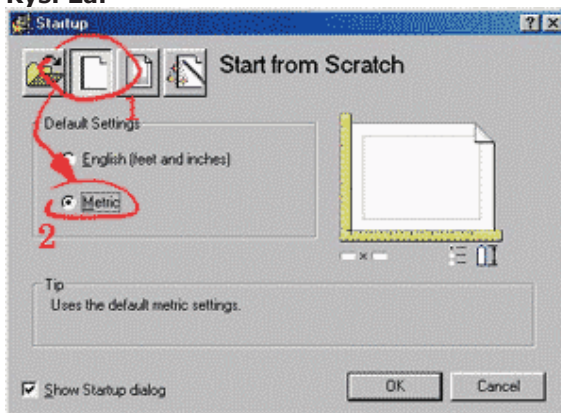 Rys. 2a.
Startup
Start from Scratch
1
Default Settings
English (feet and inches)
Metric
2
Tip
Uses the default metric settings.
Show Startup dialog
OK
Cancel